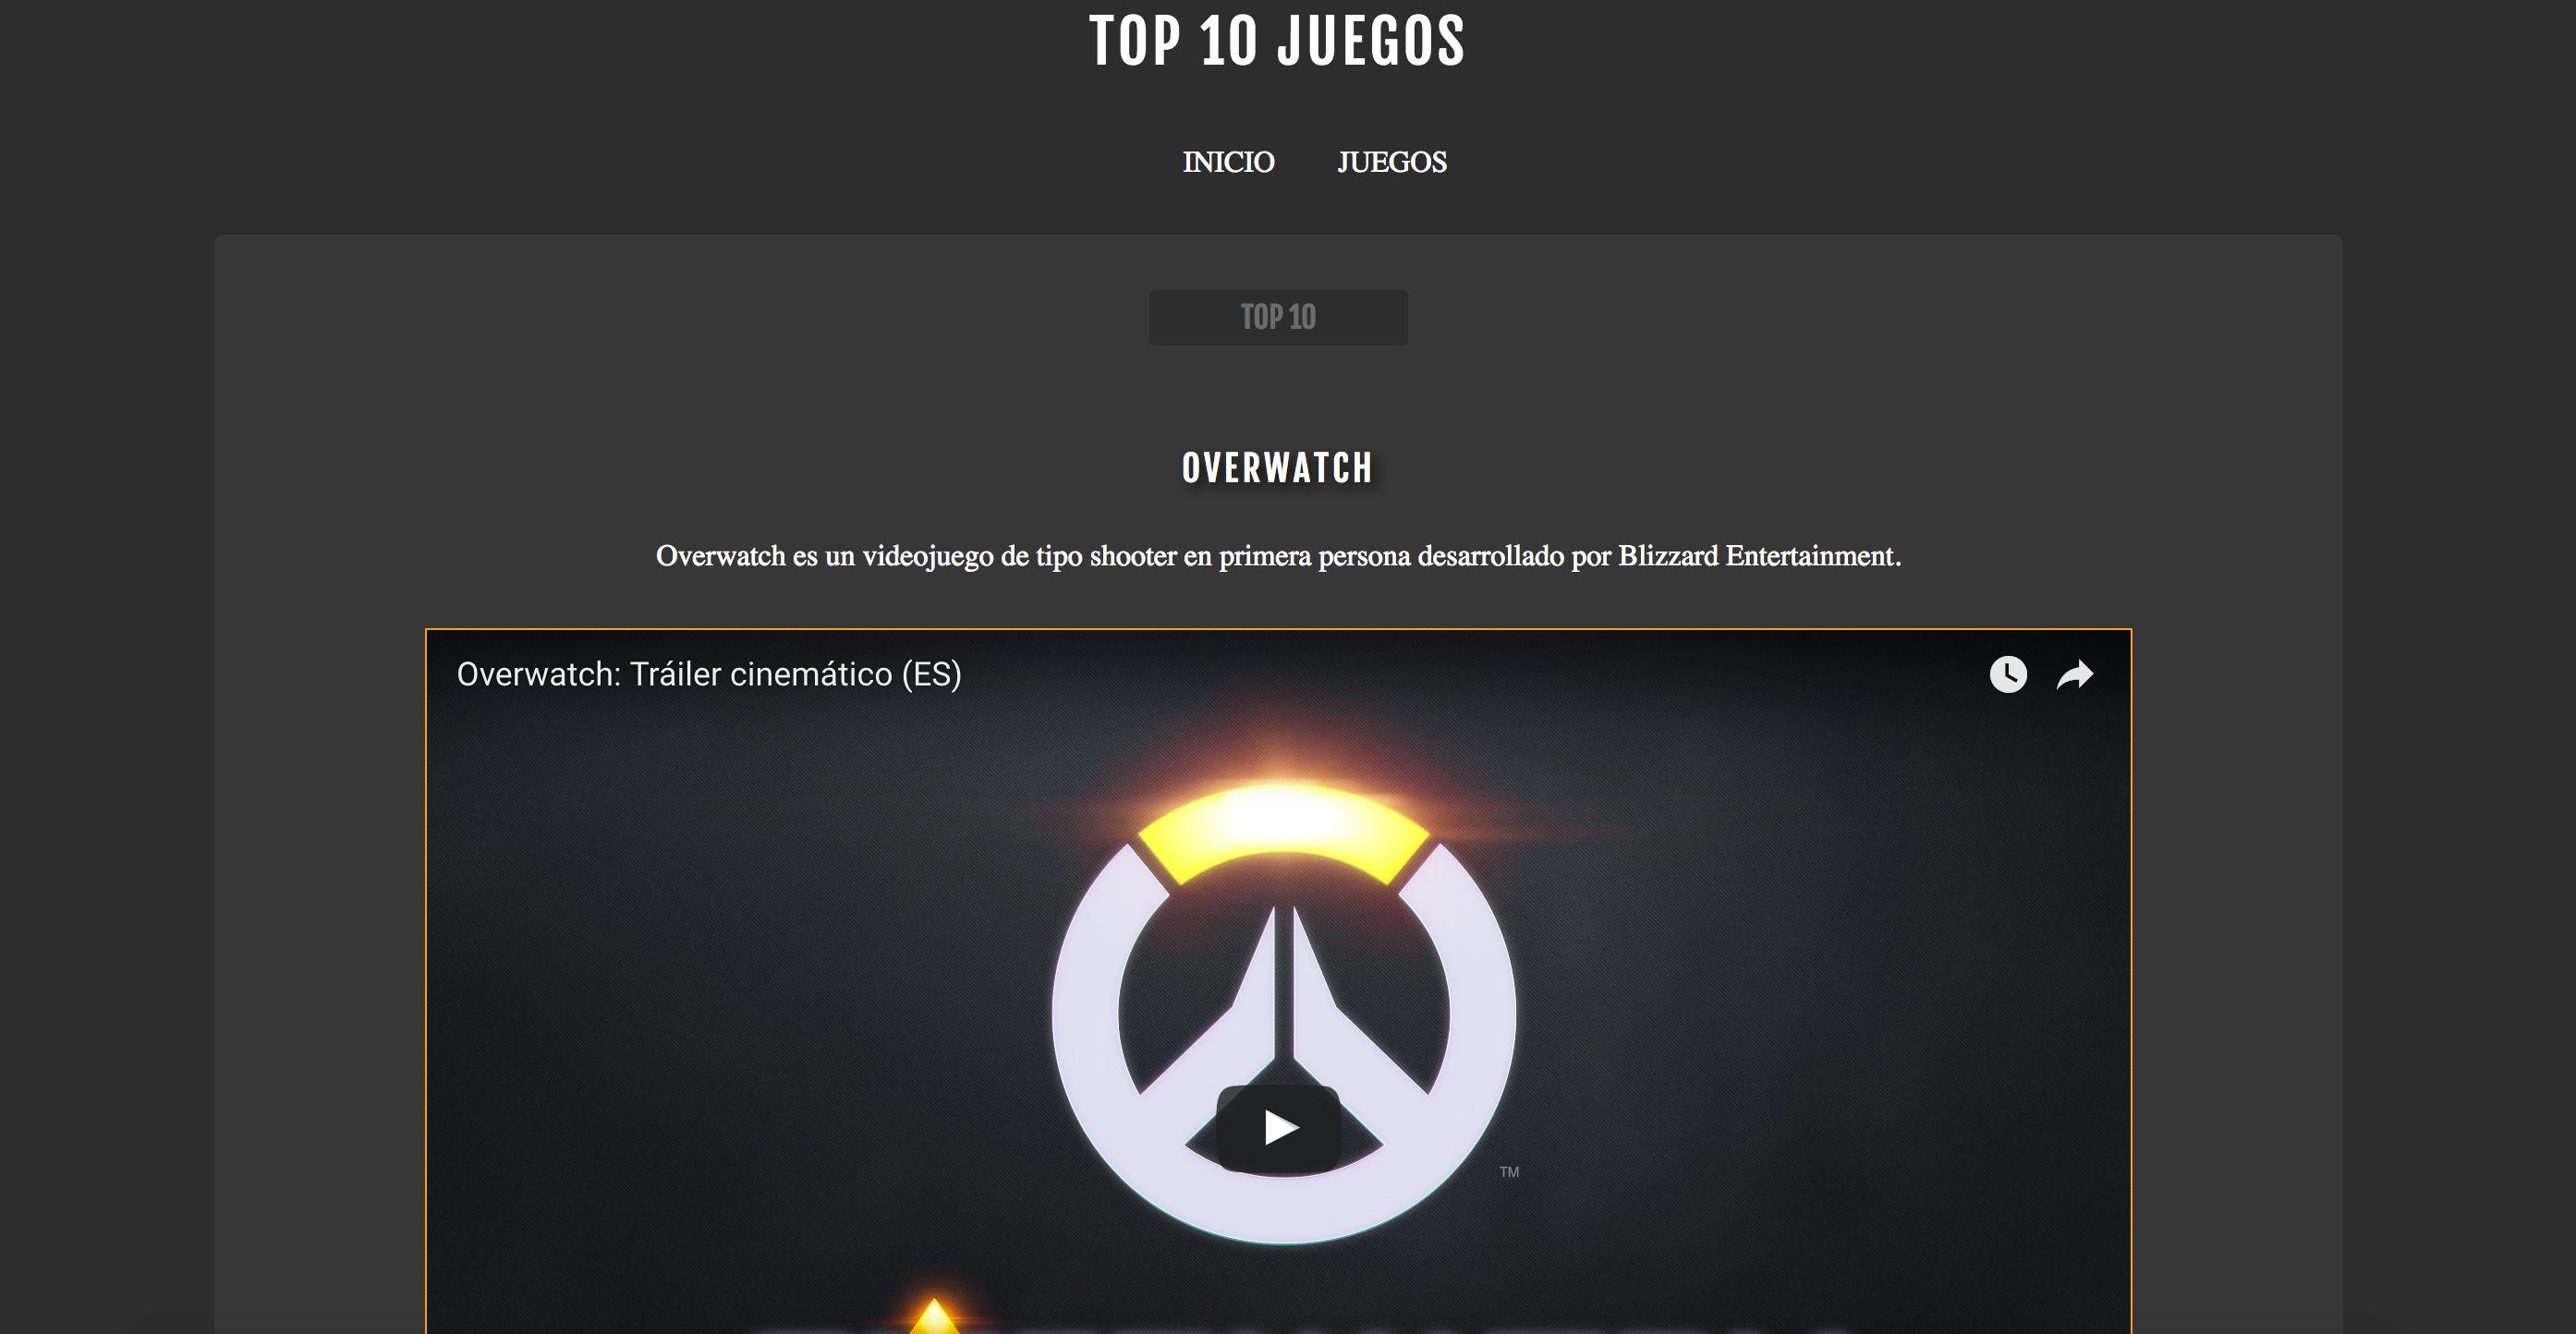 TOP 10 JUEGOS
INICIO JUEGOS
TOP 10
OVERWATCH
Overwatch es un videojuego de tipo shooter en primera persona desarrollado por Blizzard Entertainment.
Overwatch: Tráiler cinemático (ES)
TM